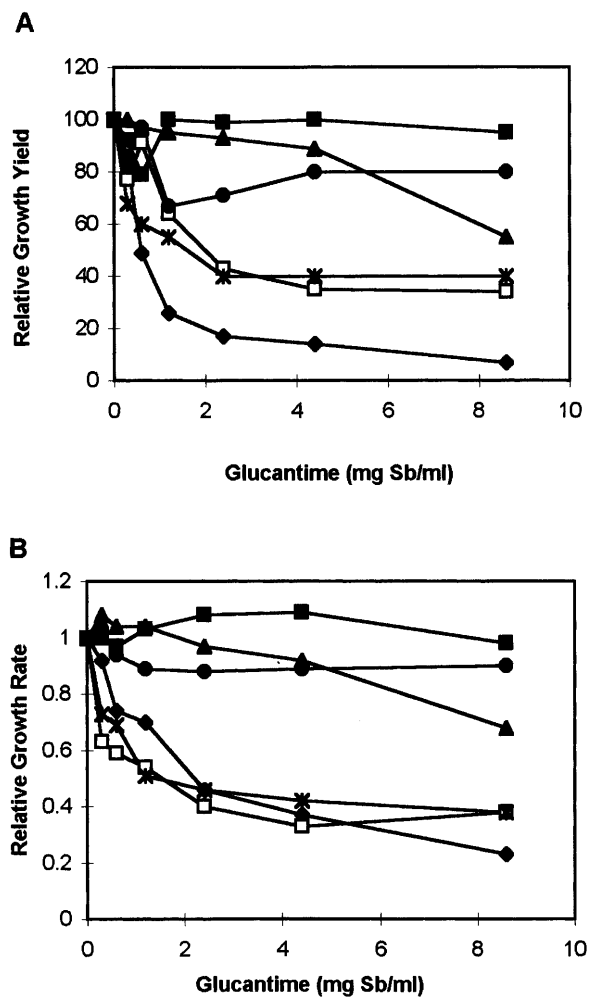 A
120
100
80
60
40
20
0
0 2 4 6 8 10
Relative Growth Yield
Glucantime (mg Sb/ml)
B
1.2
1
0.8
0.6
0.4
0.2
0
0 2 4 6 8 10
Relative Growth Rate
Glucantime (mg Sb/ml)